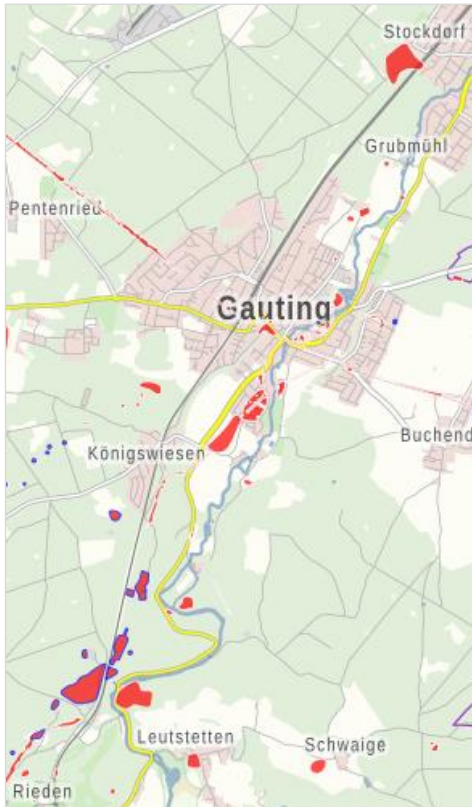 Stockdorf
Grubmühl
Pentenried
Gauting
Buchend
Königswiesen
Leutstetten
Schwaige
Rieden